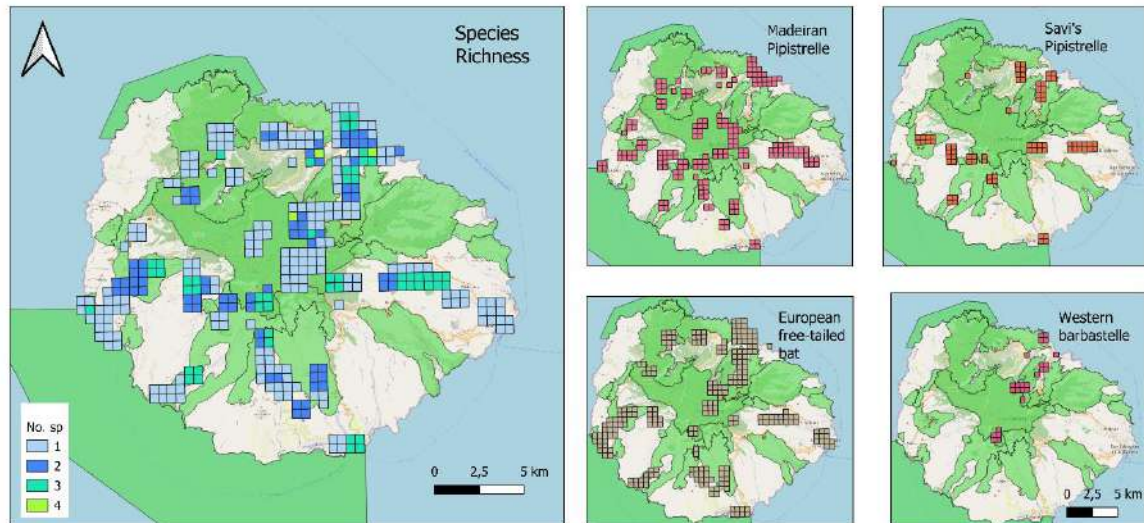 Species
Richness
No. sp
1
2
3
4
0 2,5 5 km
Madeiran
Pipistrelle
Savi's
Pipistrelle
European
free-tailed
bat
Western
barbastelle
0 2,5 5 km